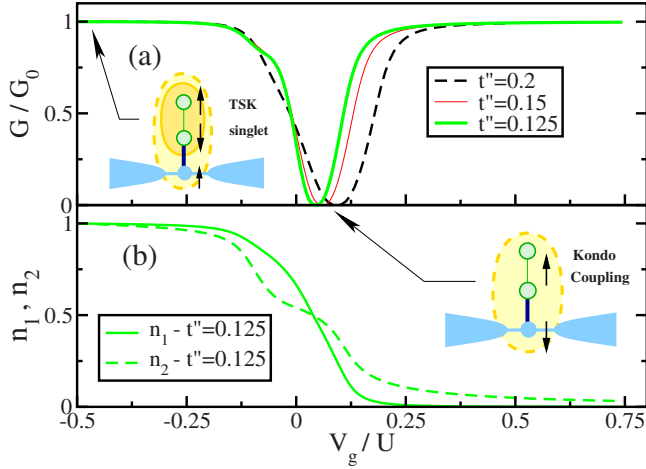 1
0.5
0
G / G₀
(a)
TSK
singlet
t"=0.2
t"=0.15
t"=0.125
1
0.5
0
n₁, n₂
(b)
Kondo
Coupling
n₁ - t"=0.125
n₂ - t"=0.125
-0.5 -0.25 0 0.25 0.5 0.75
V_g / U